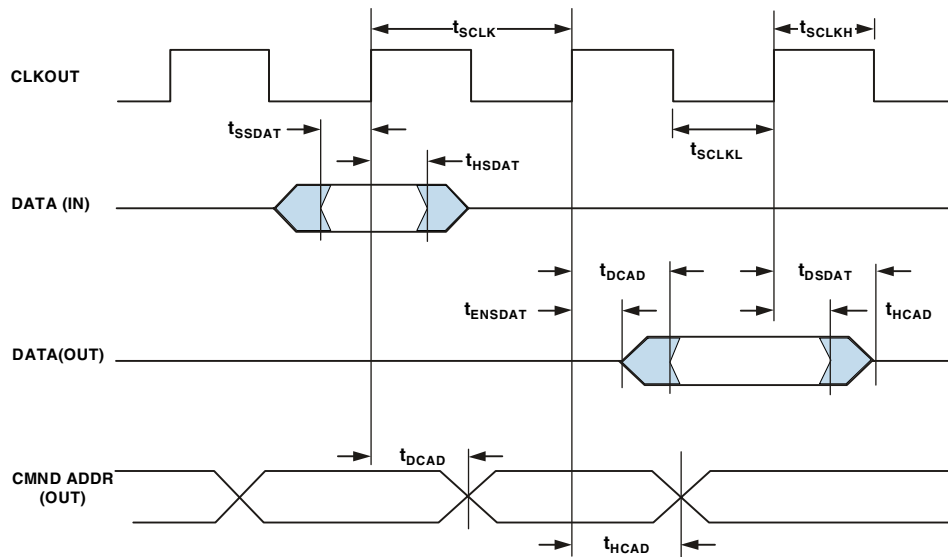 tSCLK
tSCLKH
CLKOUT
tSSDAT
tSCLKL
tHSDAT
DATA (IN)
tDCAD
tDSDAT
tENSDAT
tHCAD
DATA(OUT)
tDCAD
CMND ADDR
(OUT)
tHCAD